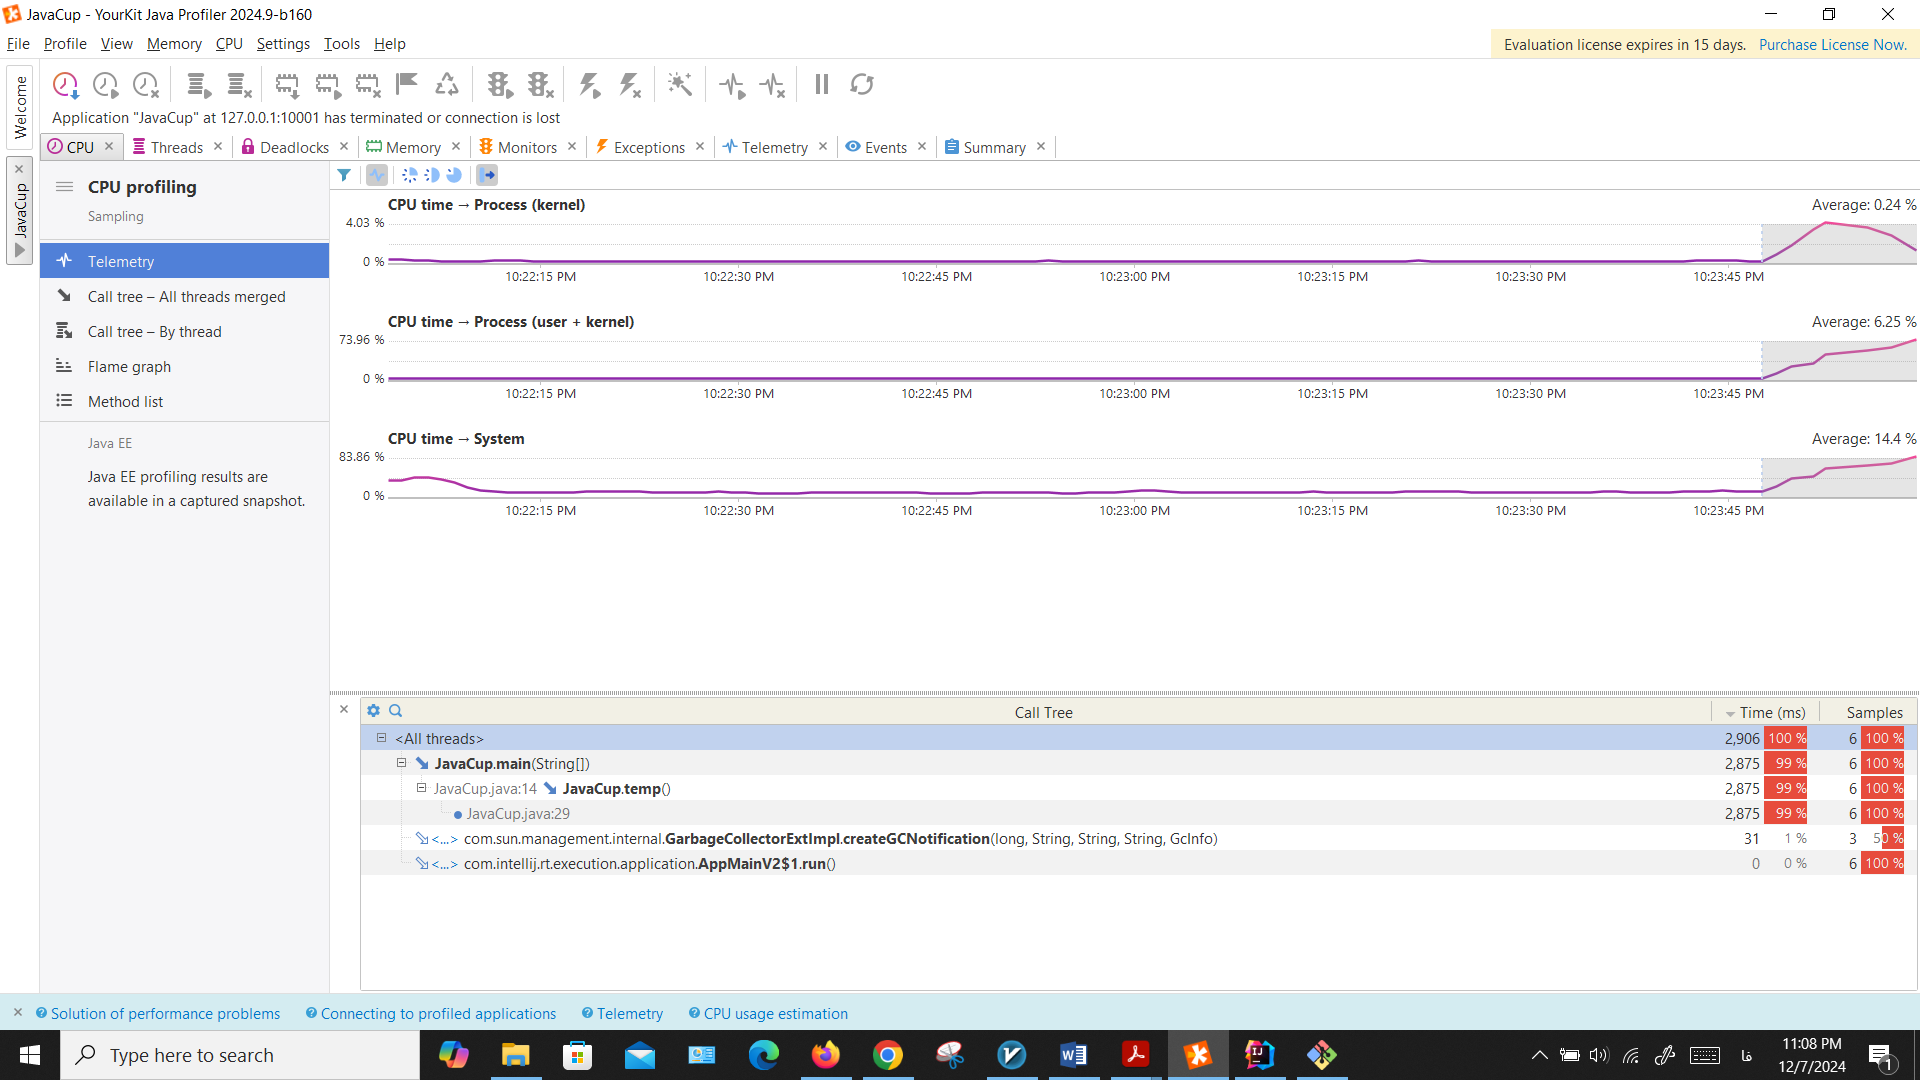 JavaCup - YourKit Java Profiler 2024.9-b160
File Profile View Memory CPU Settings Tools Help
Evaluation license expires in 15 days. Purchase License Now.
Welcome
JavaCup
Application "JavaCup" at 127.0.0.1:10001 has terminated or connection is lost
CPU Threads Deadlocks Memory Monitors Exceptions Telemetry Events Summary
CPU profiling
Sampling
Telemetry
Call tree – All threads merged
Call tree – By thread
Flame graph
Method list
Java EE
Java EE profiling results are
available in a captured snapshot.
CPU time → Process (kernel) Average: 0.24 %
4.03 %
0 %
10:22:15 PM 10:22:30 PM 10:22:45 PM 10:23:00 PM 10:23:15 PM 10:23:30 PM 10:23:45 PM
CPU time → Process (user + kernel) Average: 6.25 %
73.96 %
0 %
10:22:15 PM 10:22:30 PM 10:22:45 PM 10:23:00 PM 10:23:15 PM 10:23:30 PM 10:23:45 PM
CPU time → System Average: 14.4 %
83.86 %
0 %
10:22:15 PM 10:22:30 PM 10:22:45 PM 10:23:00 PM 10:23:15 PM 10:23:30 PM 10:23:45 PM
Call Tree Time (ms) Samples
<All threads> 2,906 100 % 6 100 %
JavaCup.main(String[]) 2,875 99 % 6 100 %
JavaCup.java:14 JavaCup.temp() 2,875 99 % 6 100 %
JavaCup.java:29 2,875 99 % 6 100 %
<...> com.sun.management.internal.GarbageCollectorExtImpl.createGCNotification(long, String, String, String, GcInfo) 31 1 % 3 50 %
<...> com.intellij.rt.execution.application.AppMainV2$1.run() 0 0 % 6 100 %
Solution of performance problems Connecting to profiled applications Telemetry CPU usage estimation
Type here to search
فا
11:08 PM
12/7/2024
1